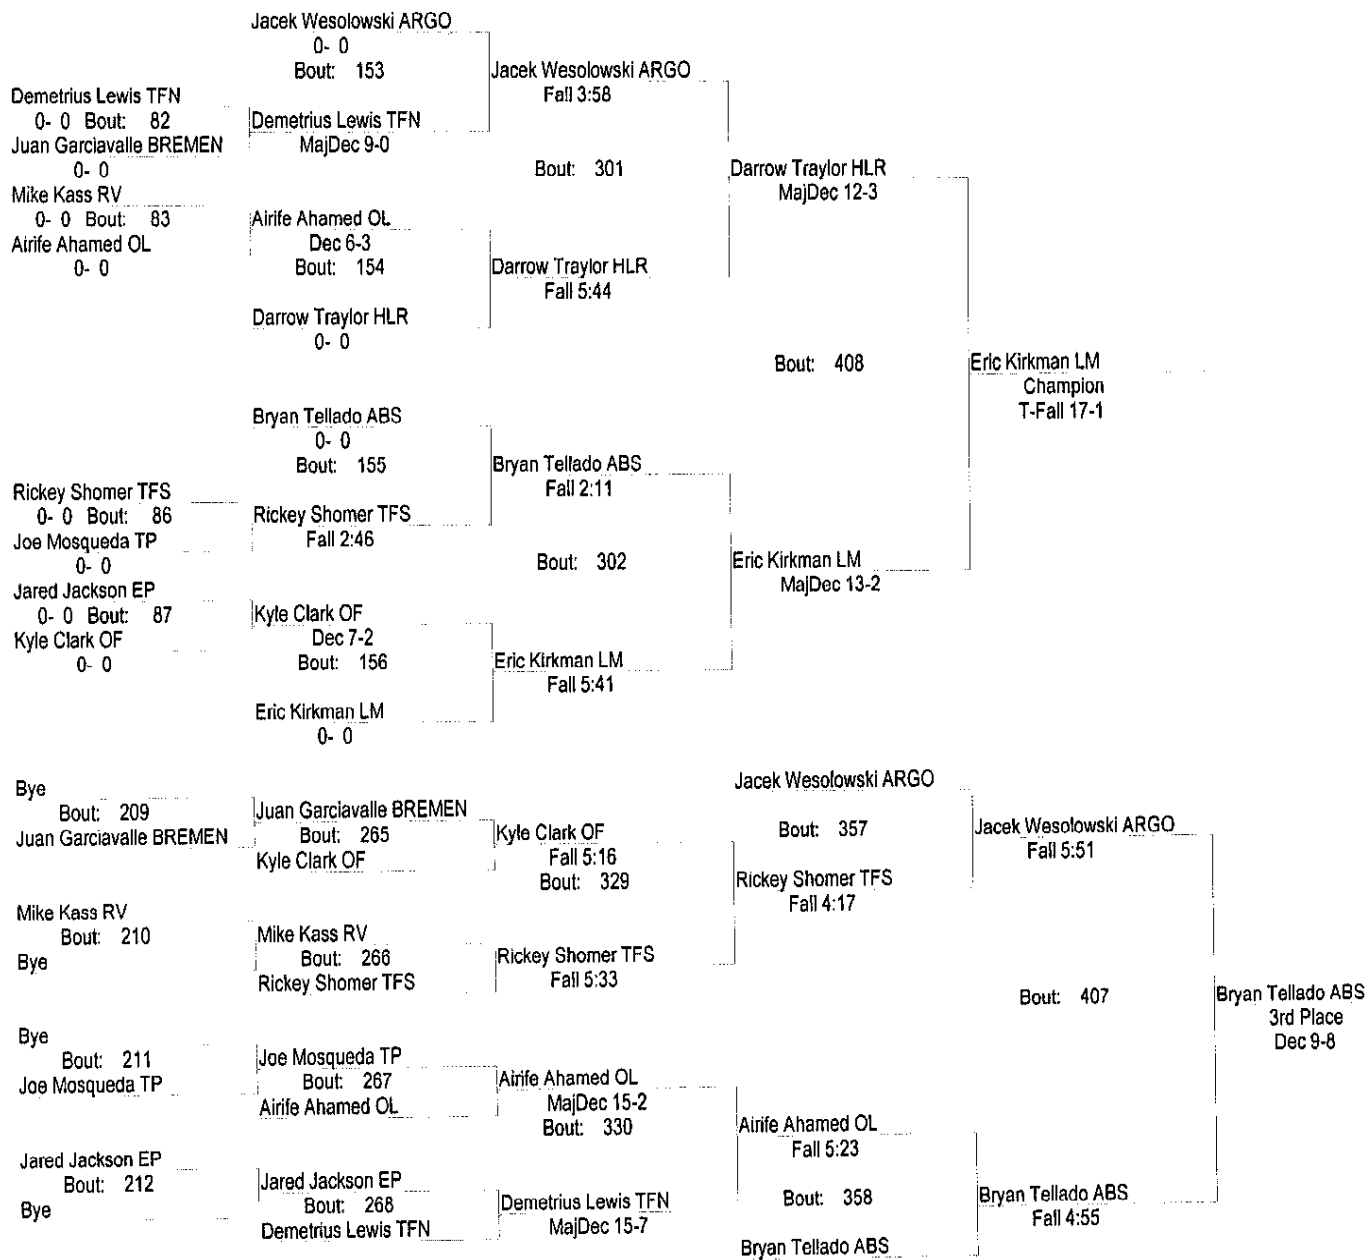 Jacek Wesolowski ARGO
0- 0
Bout: 153
Jacek Wesolowski ARGO
Fall 3:58
Demetrius Lewis TFN
0- 0 Bout: 82
Juan Garciavalle BREMEN
0- 0
Demetrius Lewis TFN
MajDec 9-0
Bout: 301
Darrow Traylor HLR
MajDec 12-3
Mike Kass RV
0- 0 Bout: 83
Airife Ahamed OL
0- 0
Airife Ahamed OL
Dec 6-3
Bout: 154
Darrow Traylor HLR
Fall 5:44
Darrow Traylor HLR
0- 0
Bout: 408
Eric Kirkman LM
Champion
T-Fall 17-1
Bryan Tellado ABS
0- 0
Bout: 155
Bryan Tellado ABS
Fall 2:11
Rickey Shomer TFS
0- 0 Bout: 86
Joe Mosqueda TP
0- 0
Rickey Shomer TFS
Fall 2:46
Bout: 302
Eric Kirkman LM
MajDec 13-2
Jared Jackson EP
0- 0 Bout: 87
Kyle Clark OF
0- 0
Kyle Clark OF
Dec 7-2
Bout: 156
Eric Kirkman LM
Fall 5:41
Eric Kirkman LM
0- 0
Bye
Bout: 209
Juan Garciavalle BREMEN
Juan Garciavalle BREMEN
Bout: 265
Kyle Clark OF
Kyle Clark OF
Fall 5:16
Bout: 329
Jacek Wesolowski ARGO
Bout: 357
Rickey Shomer TFS
Fall 4:17
Jacek Wesolowski ARGO
Fall 5:51
Mike Kass RV
Bout: 210
Bye
Mike Kass RV
Bout: 266
Rickey Shomer TFS
Rickey Shomer TFS
Fall 5:33
Bout: 407
Bryan Tellado ABS
3rd Place
Dec 9-8
Bye
Bout: 211
Joe Mosqueda TP
Joe Mosqueda TP
Bout: 267
Airife Ahamed OL
Airife Ahamed OL
MajDec 15-2
Bout: 330
Airife Ahamed OL
Fall 5:23
Bout: 358
Bryan Tellado ABS
Bryan Tellado ABS
Fall 4:55
Jared Jackson EP
Bout: 212
Bye
Jared Jackson EP
Bout: 268
Demetrius Lewis TFN
Demetrius Lewis TFN
MajDec 15-7